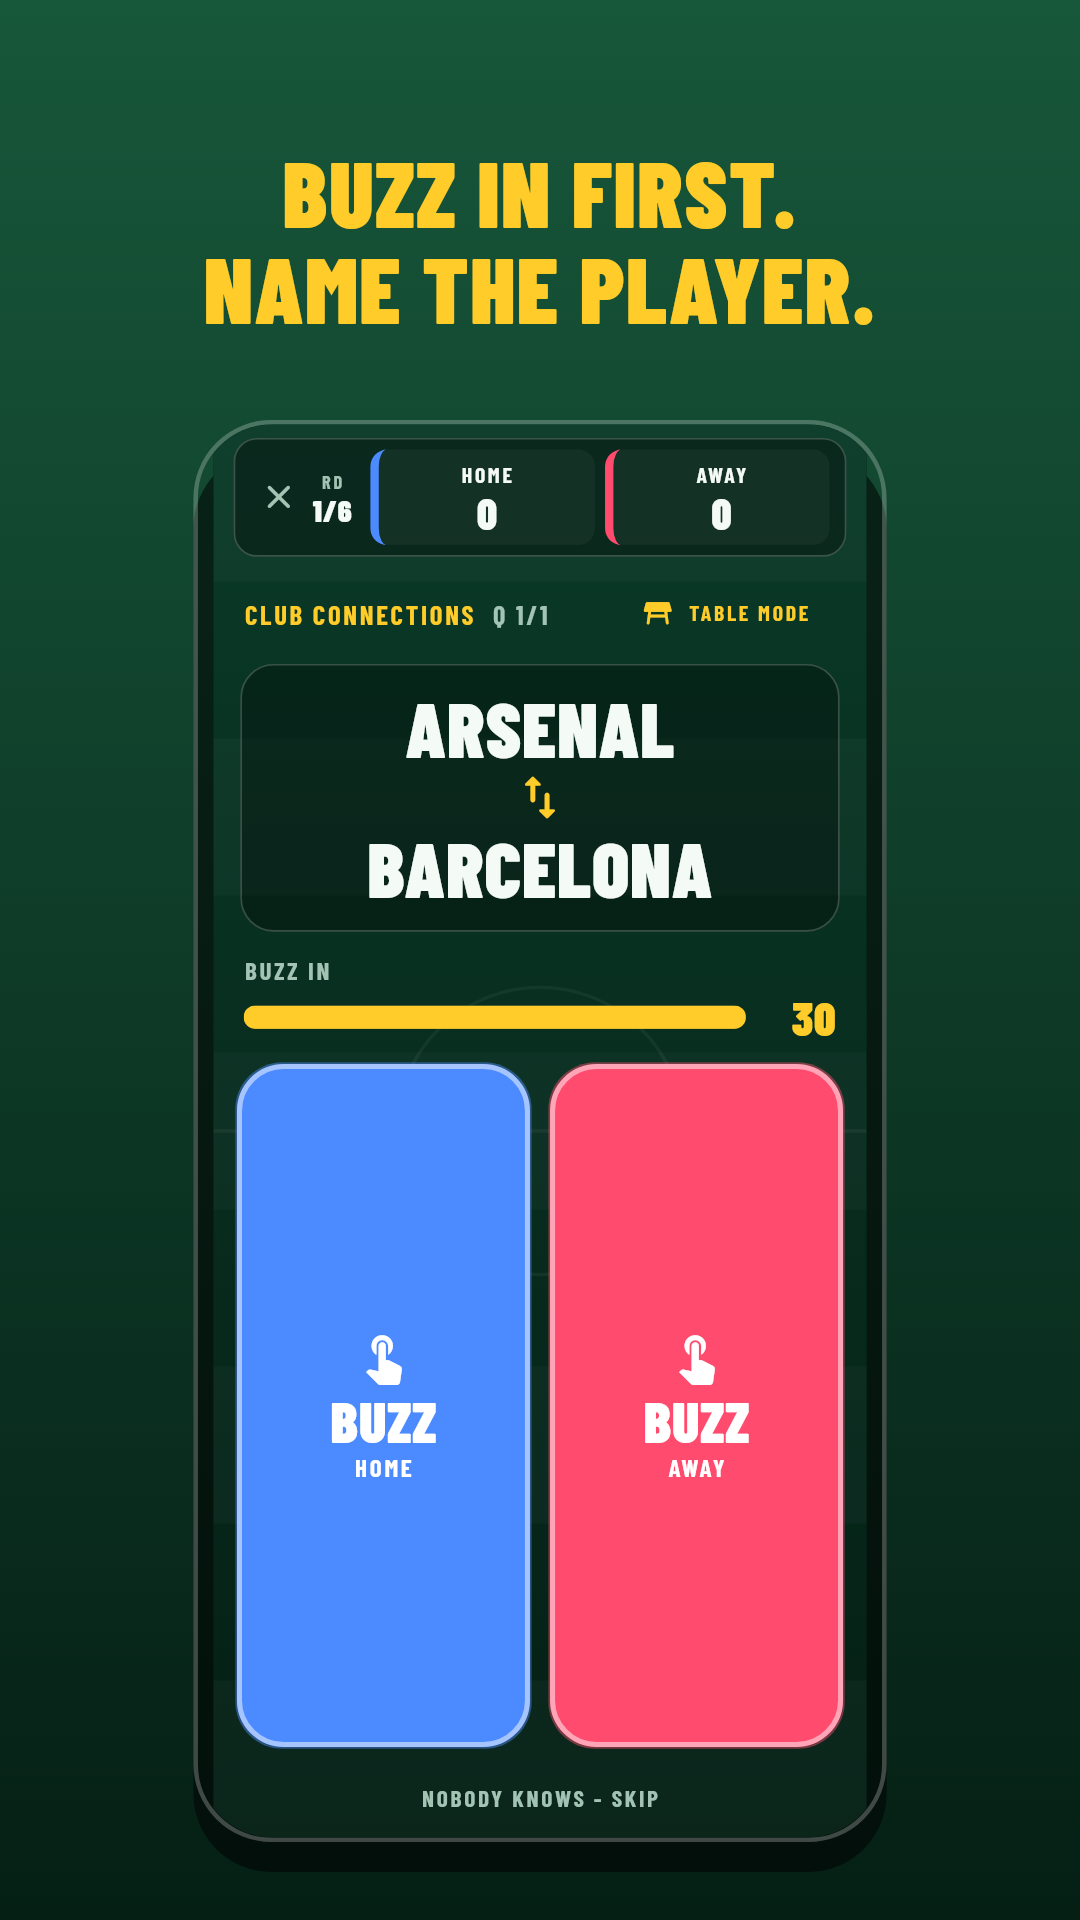 BUZZ IN FIRST.
NAME THE PLAYER.
RD
1/6
HOME
0
AWAY
0
CLUB CONNECTIONS Q 1/1
TABLE MODE
ARSENAL
BARCELONA
BUZZ IN
30
BUZZ
HOME
BUZZ
AWAY
NOBODY KNOWS - SKIP